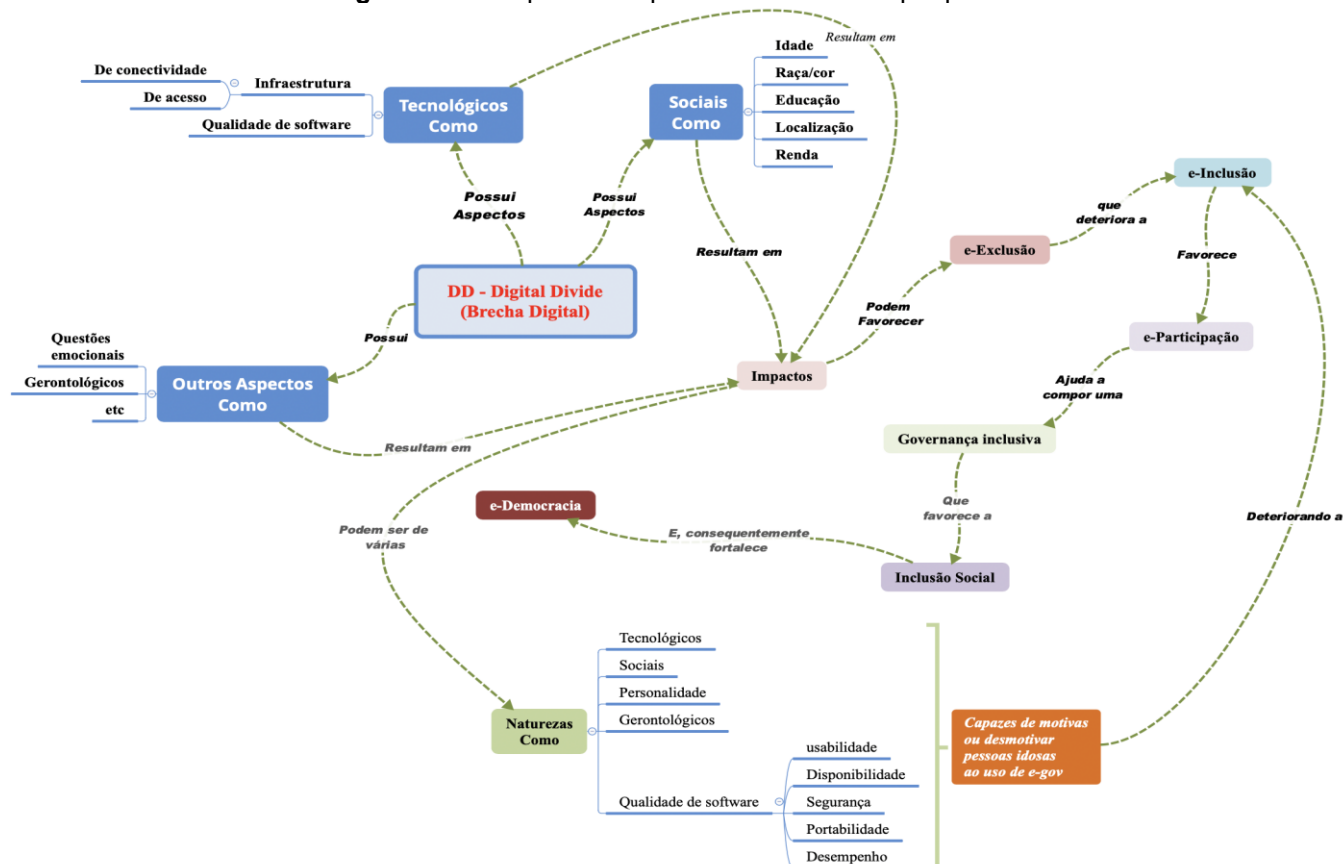 Resultam em
De conectividade
De acesso
Infraestrutura
Qualidade de software
Tecnológicos
Como
Sociais
Como
Idade
Raça/cor
Educação
Localização
Renda
Possui
Aspectos
Possui
Aspectos
Resultam em
DD - Digital Divide
(Brecha Digital)
Possui
Questões
emocionais
Gerontológicos
etc
Outros Aspectos
Como
Resultam em
Impactos
Podem
Favorecer
e-Exclusão
que
deteriora a
e-Inclusão
Favorece
e-Participação
Ajuda a
compor uma
Governança inclusiva
Que
favorece a
Inclusão Social
E, consequentemente
fortalece
e-Democracia
Podem ser de
várias
Deteriorando a
Naturezas
Como
Tecnológicos
Sociais
Personalidade
Gerontológicos
Qualidade de software
usabilidade
Disponibilidade
Segurança
Portabilidade
Desempenho
Capazes de motivas
ou desmotivar
pessoas idosas
ao uso de e-gov